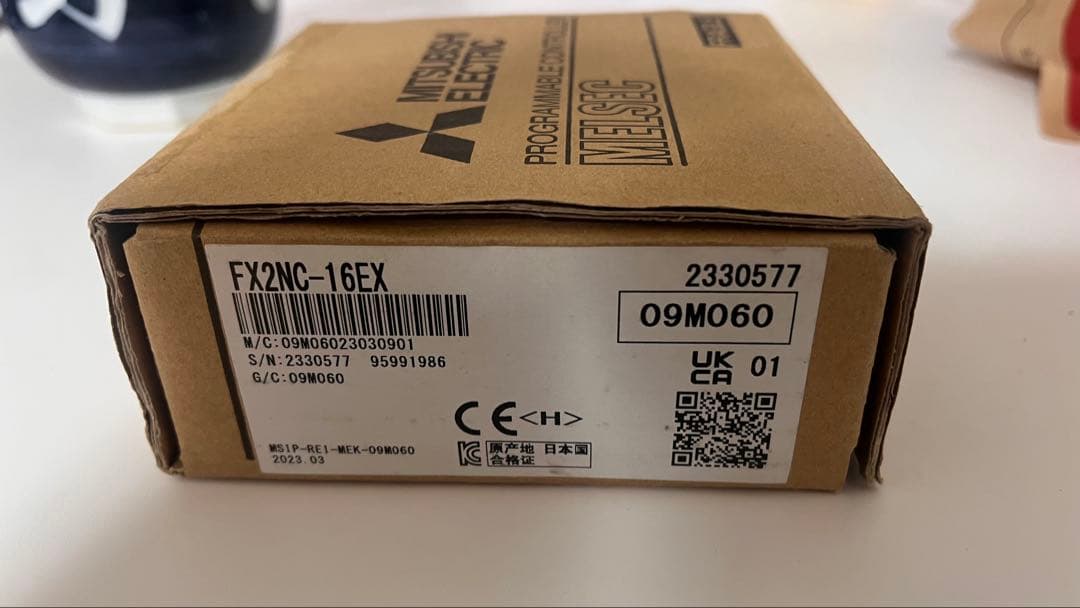 MITSUBISHI
ELECTRIC
PROGRAMMABLE CONTROLLER
MELSEC
FX2NC-16EX
2330577
M/C:09M06023030901
09M060
S/N:2330577 95991986
G/C:09M060
UK
CA 01
CE <H>
MSIP-REI-MEK-09M060
2023.03
原产地 日本国
合格证